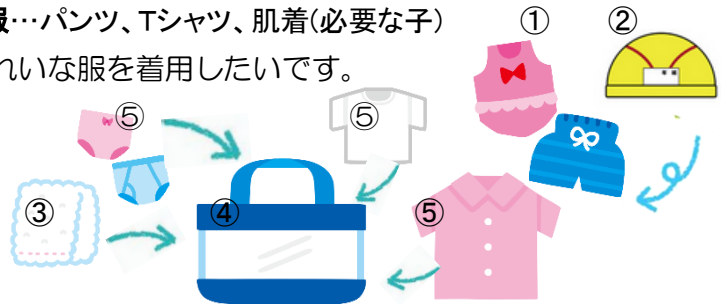 服…パンツ、Tシャツ、肌着(必要な子)
れいな服を着用したいです。
① ②
⑤ ⑤
③ ④ ⑤